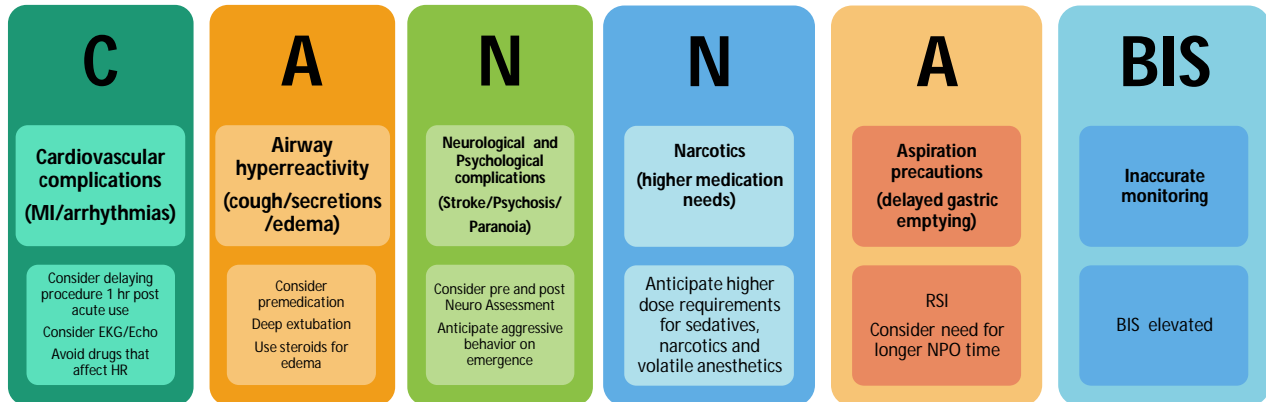 C
Cardiovascular
complications
(MI/arrhythmias)
Consider delaying
procedure 1 hr post
acute use
Consider EKG/Echo
Avoid drugs that
affect HR
A
Airway
hyperreactivity
(cough/secretions
/edema)
Consider
premedication
Deep extubation
Use steroids for
edema
N
Neurological and
Psychological
complications
(Stroke/Psychosis/
Paranoia)
Consider pre and post
Neuro Assessment
Anticipate aggressive
behavior on
emergence
N
Narcotics
(higher medication
needs)
Anticipate higher
dose requirements
for sedatives,
narcotics and
volatile anesthetics
A
Aspiration
precautions
(delayed gastric
emptying)
RSI
Consider need for
longer NPO time
BIS
Inaccurate
monitoring
BIS elevated